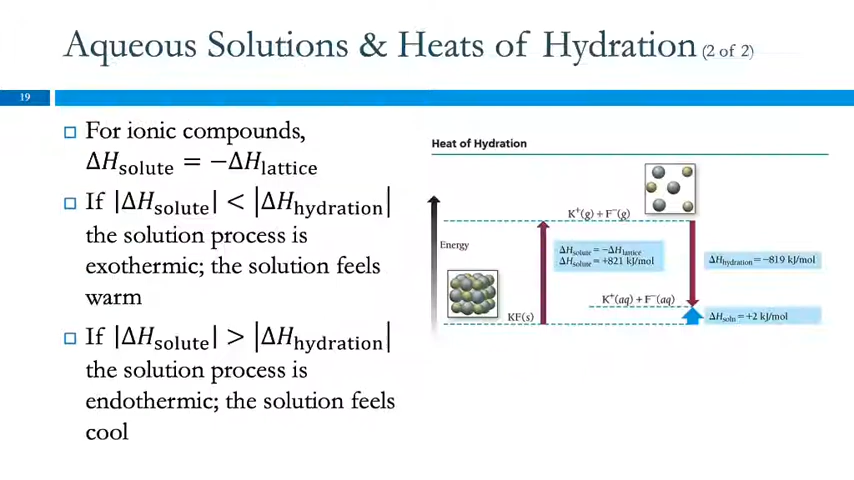 Aqueous Solutions & Heats of Hydration (2 of 2)
19
□ For ionic compounds,
ΔH_solute = −ΔH_lattice
□ If |ΔH_solute| < |ΔH_hydration|
the solution process is
exothermic; the solution feels
warm
□ If |ΔH_solute| > |ΔH_hydration|
the solution process is
endothermic; the solution feels
cool
Heat of Hydration
K⁺(g) + F⁻(g)
Energy
ΔH_solute = −ΔH_lattice
ΔH_solute = +821 kJ/mol
ΔH_hydration = −819 kJ/mol
K⁺(aq) + F⁻(aq)
KF(s)
ΔH_soln = +2 kJ/mol